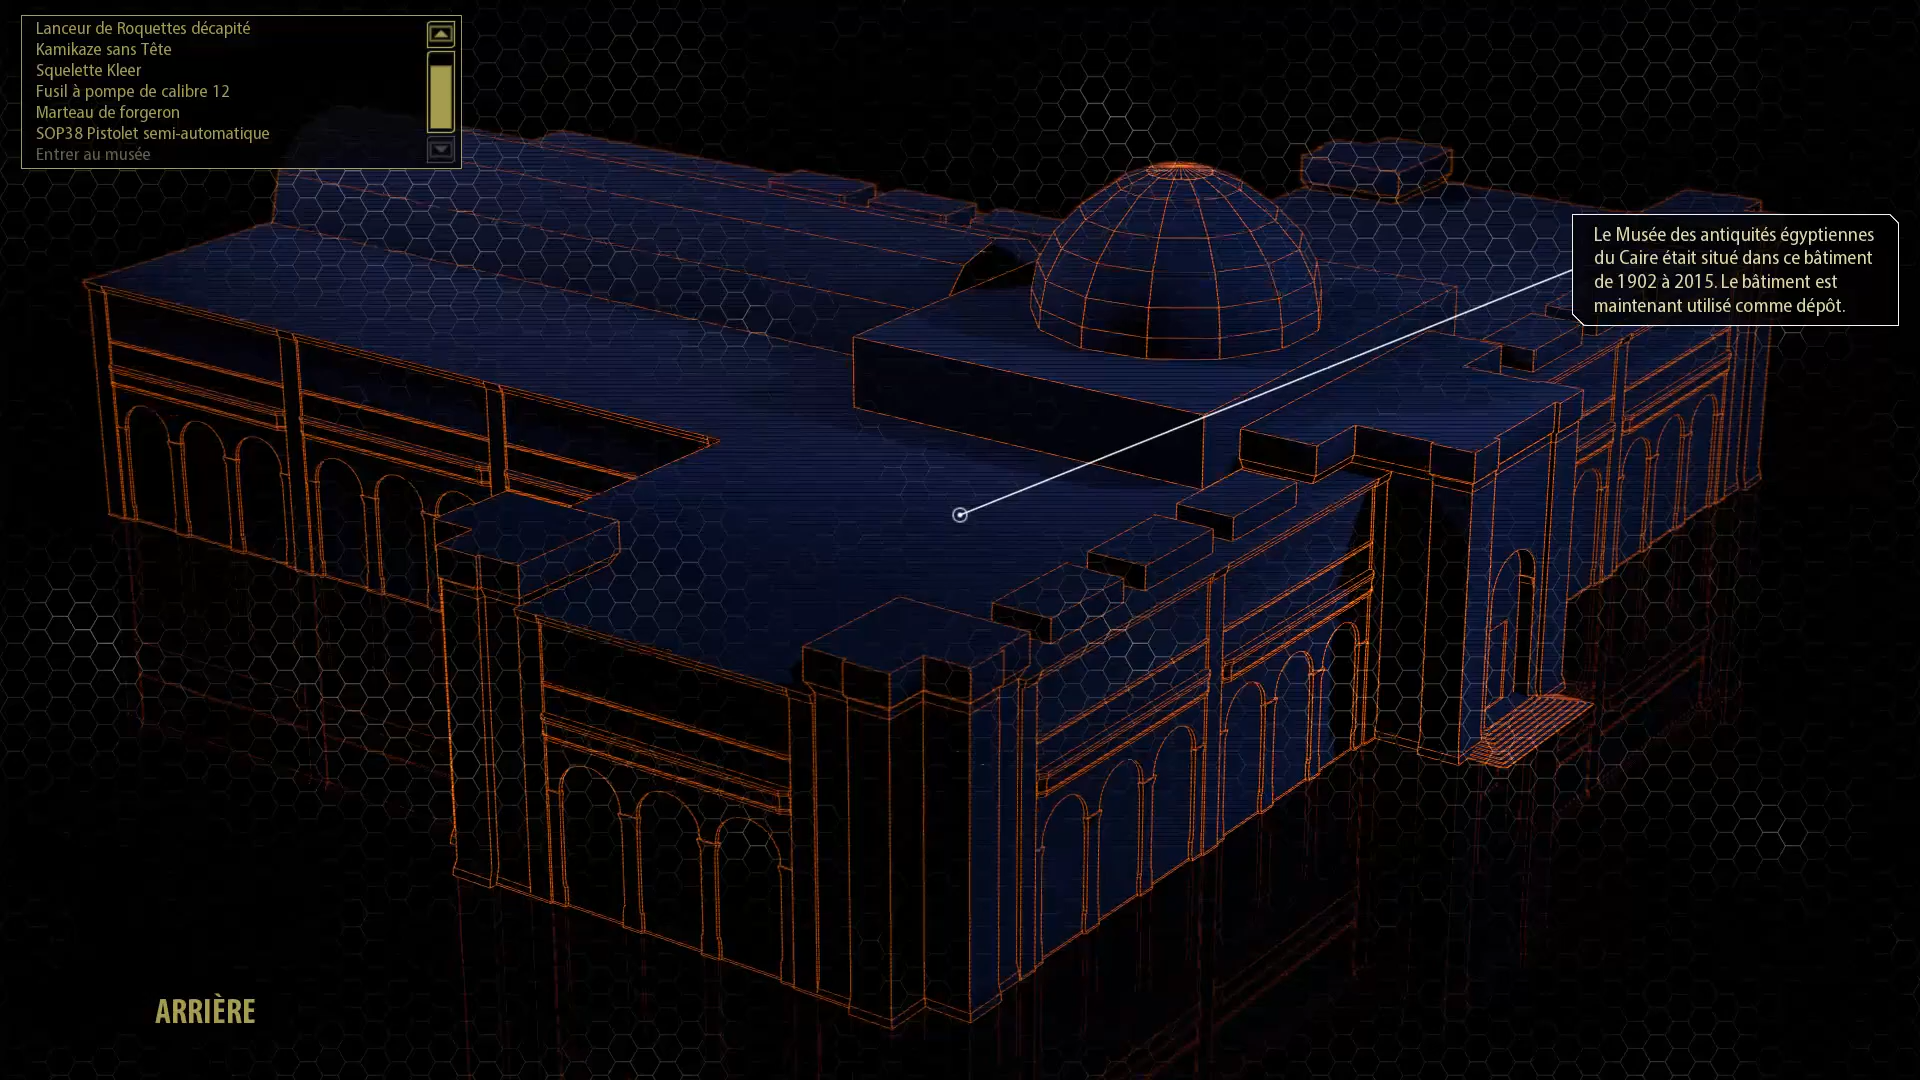 Lanceur de Roquettes décapité
Kamikaze sans Tête
Squelette Kleer
Fusil à pompe de calibre 12
Marteau de forgeron
SOP38 Pistolet semi-automatique
Entrer au musée
Le Musée des antiquités égyptiennes
du Caire était situé dans ce bâtiment
de 1902 à 2015. Le bâtiment est
maintenant utilisé comme dépôt.
ARRIÈRE